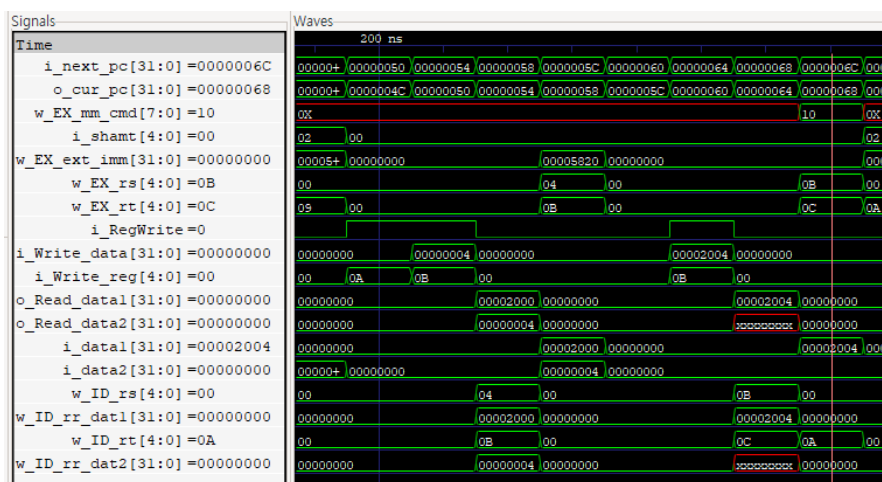 Signals Waves
Time 200 ns
i_next_pc[31:0] =0000006C 00000+ 00000050 00000054 00000058 0000005C 00000060 00000064 00000068 0000006C 00
o_cur_pc[31:0] =00000068 00000+ 0000004C 00000050 00000054 00000058 0000005C 00000060 00000064 00000068 00
w_EX_mm_cmd[7:0] =10 0X 10 0X
i_shamt[4:0] =00 02 00 02
w_EX_ext_imm[31:0] =00000000 00005+ 00000000 00005820 00000000 00
w_EX_rs[4:0] =0B 00 04 00 0B 00
w_EX_rt[4:0] =0C 09 00 0B 00 0C 0A
i_RegWrite =0
i_Write_data[31:0] =00000000 00000000 00000004 00000000 00002004 00000000
i_Write_reg[4:0] =00 00 0A 0B 00 0B 00
o_Read_data1[31:0] =00000000 00000000 00002000 00000000 00002004 00000000
o_Read_data2[31:0] =00000000 00000000 00000004 00000000 xxxxxxxx 00000000
i_data1[31:0] =00002004 00000000 00002000 00000000 00002004 00
i_data2[31:0] =00000000 00000+ 00000000 00000004 00000000
w_ID_rs[4:0] =00 00 04 00 0B 00
w_ID_rr_dat1[31:0] =00000000 00000000 00002000 00000000 00002004 00000000
w_ID_rt[4:0] =0A 00 0B 00 0C 0A 00
w_ID_rr_dat2[31:0] =00000000 00000000 00000004 00000000 xxxxxxxx 00000000